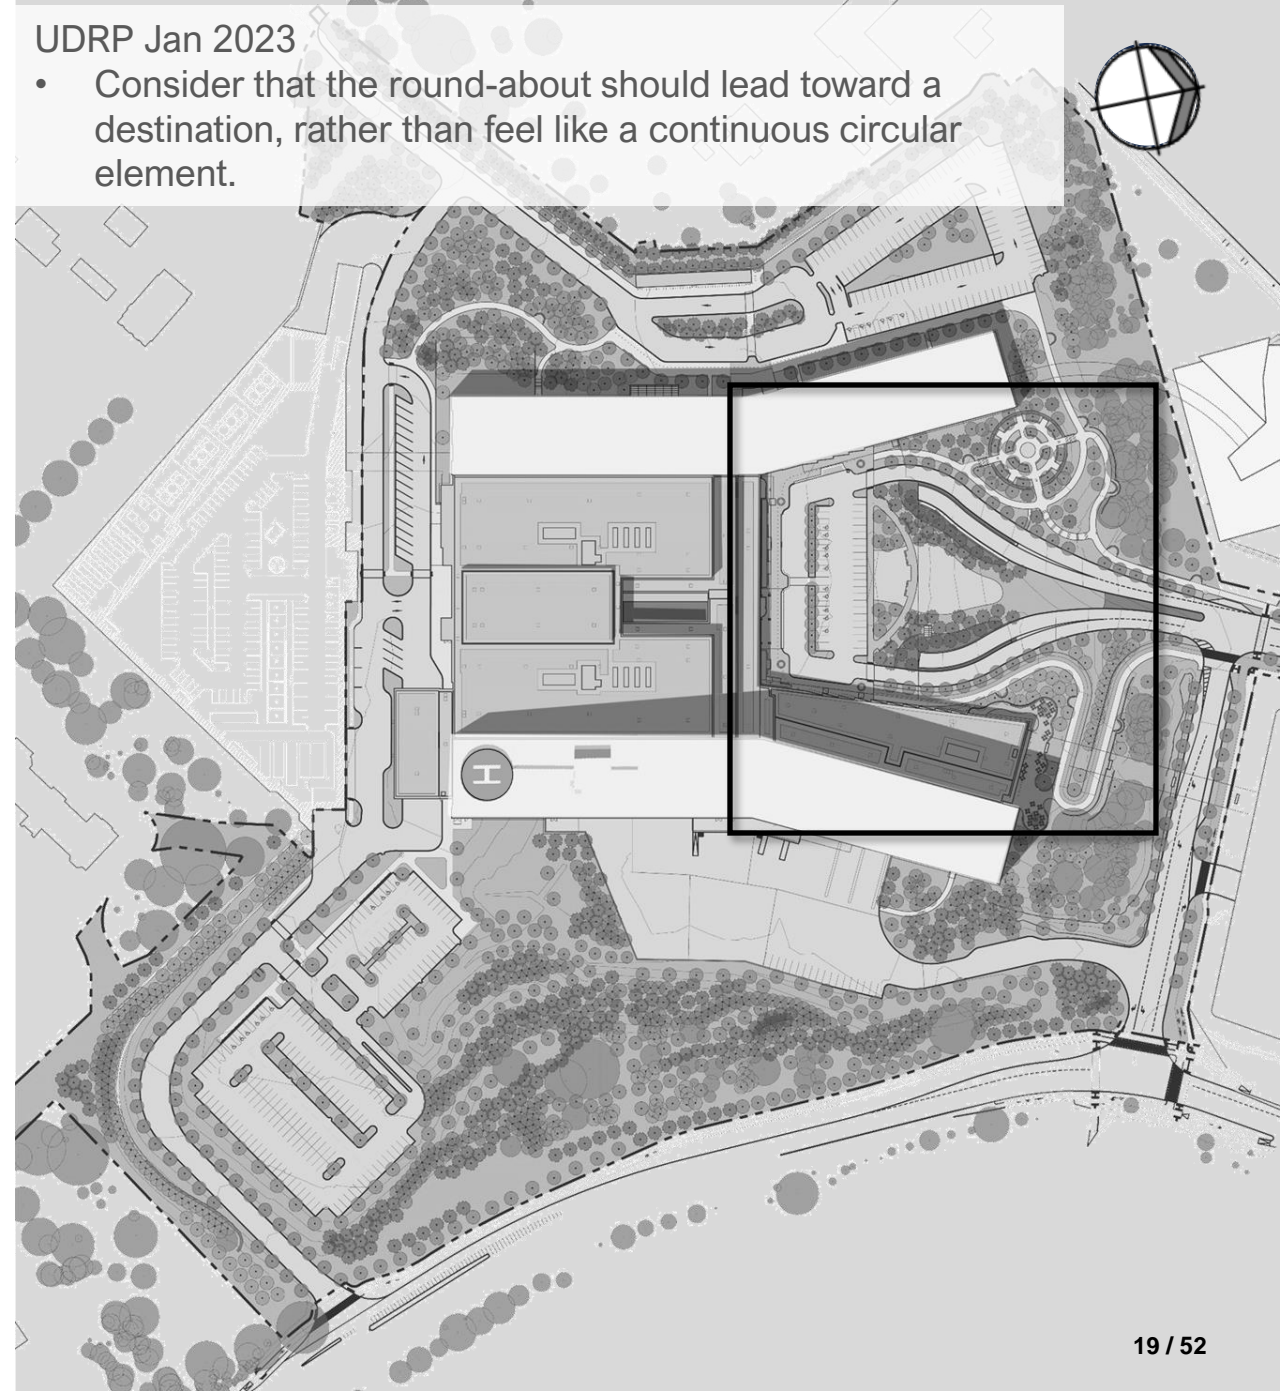 UDRP Jan 2023
• Consider that the round-about should lead toward a
destination, rather than feel like a continuous circular
element.
H
19 / 52